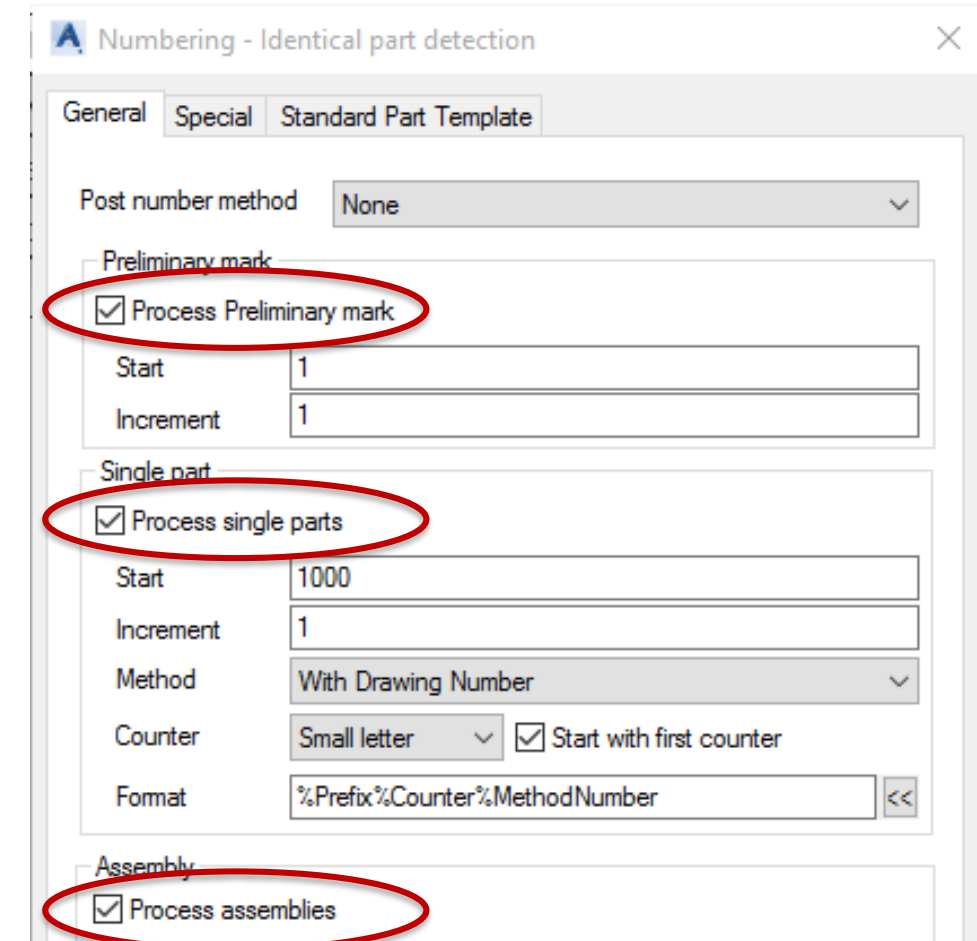 Numbering - Identical part detection
General Special Standard Part Template
Post number method None
Preliminary mark
Process Preliminary mark
Start 1
Increment 1
Single part
Process single parts
Start 1000
Increment 1
Method With Drawing Number
Counter Small letter Start with first counter
Format %Prefix%Counter%MethodNumber <<
Assembly
Process assemblies